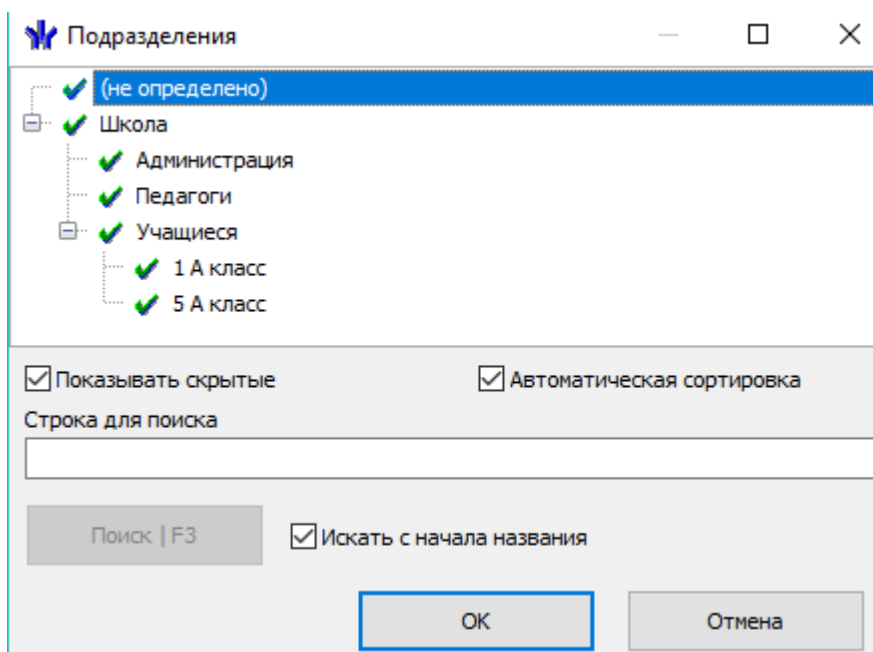 Подразделения
(не определено)
Школа
Администрация
Педагоги
Учащиеся
1 А класс
5 А класс
Показывать скрытые
Автоматическая сортировка
Строка для поиска
Поиск | F3
Искать с начала названия
ОК
Отмена